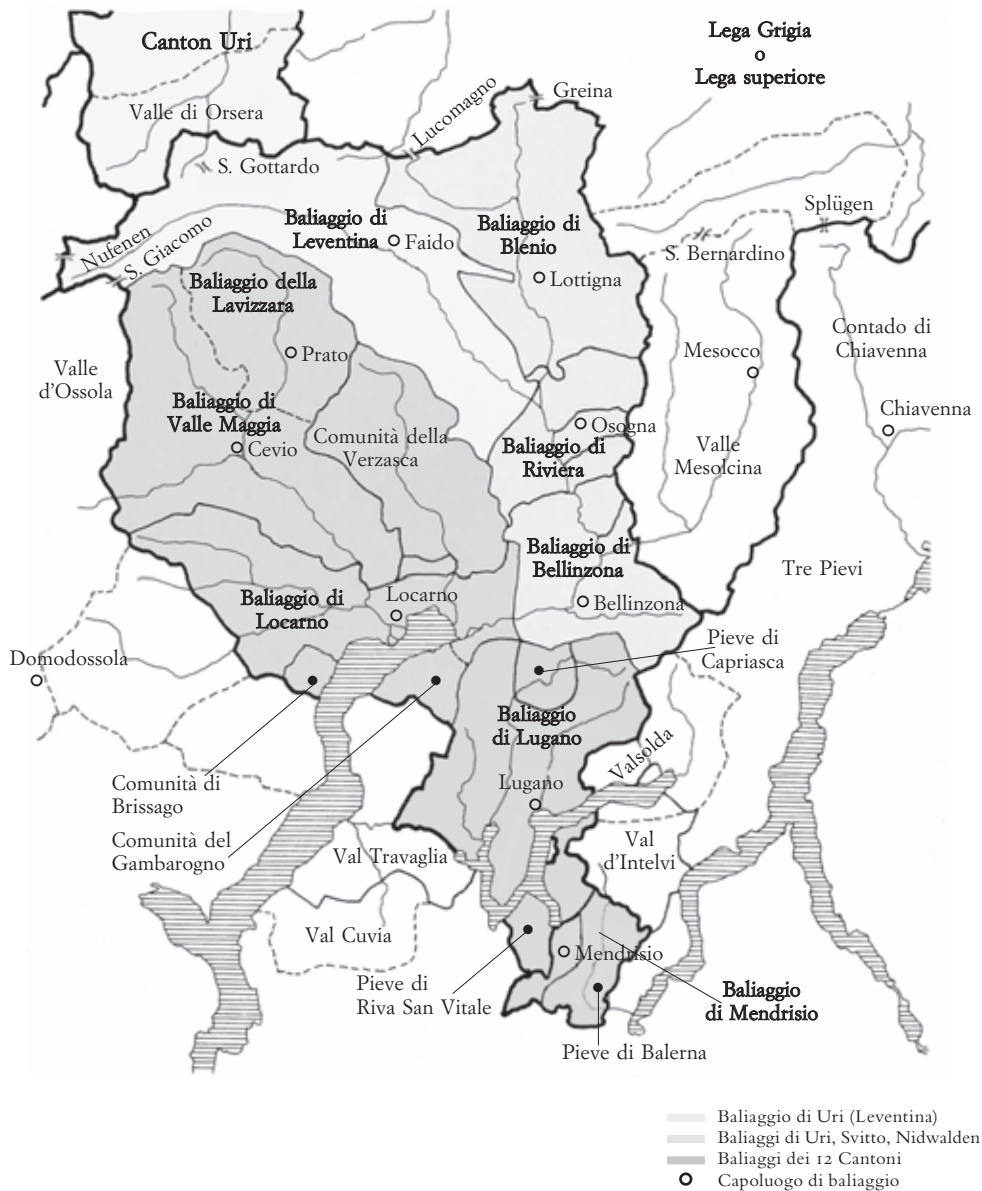 Canton Uri
Lega Grigia
o
Lega superiore
Valle di Orsera
Lucomagno
Greina
S. Gottardo
Splügen
Nufenen
S. Giacomo
Baliaggio di
Leventina
Faido
Baliaggio di
Blenio
Lottigna
S. Bernardino
Baliaggio della
Lavizzara
Prato
Valle
d'Ossola
Mesocco
Contado di
Chiavenna
Chiavenna
Baliaggio di
Valle Maggia
Cevio
Comunità della
Verzasca
Osogna
Baliaggio di
Riviera
Valle
Mesolcina
Baliaggio di
Bellinzona
Bellinzona
Tre Pievi
Baliaggio di
Locarno
Locarno
Domodossola
Pieve di
Capriasca
Baliaggio
di Lugano
Lugano
Valsolda
Comunità di
Brissago
Comunità del
Gambarogno
Val Travaglia
Val
d'Intelvi
Val Cuvia
Mendrisio
Pieve di
Riva San Vitale
Baliaggio
di Mendrisio
Pieve di Balerna
Baliaggio di Uri (Leventina)
Baliaggi di Uri, Svitto, Nidwalden
Baliaggi dei 12 Cantoni
Capoluogo di baliaggio